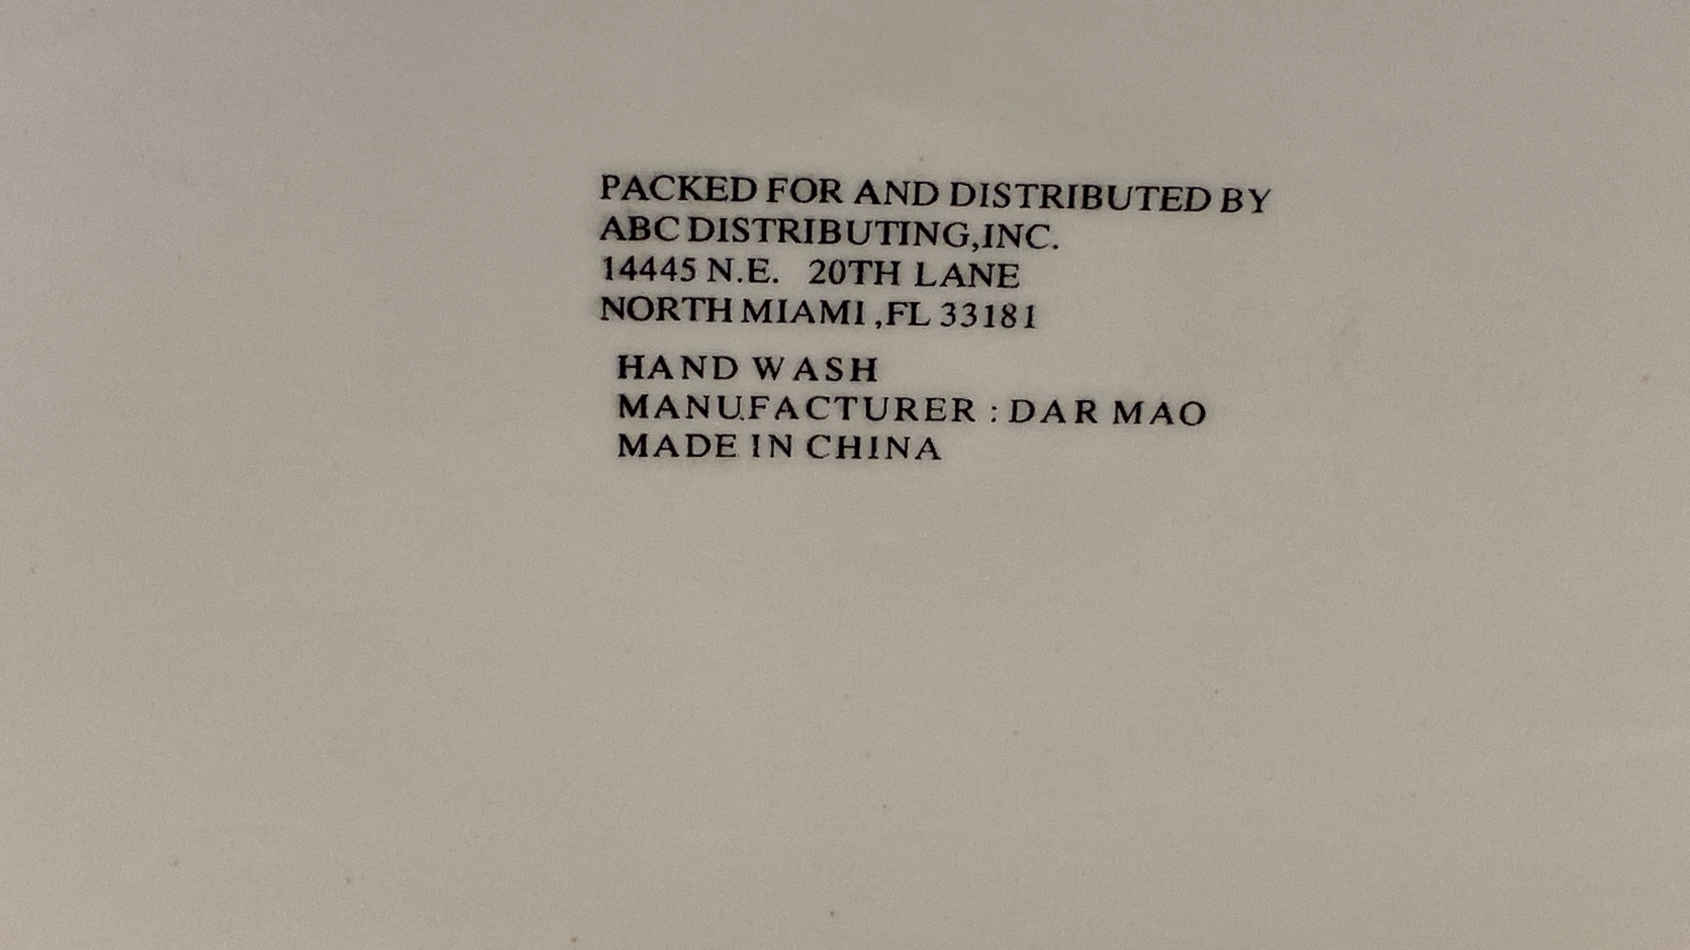 PACKED FOR AND DISTRIBUTED BY
ABC DISTRIBUTING,INC.
14445 N.E. 20TH LANE
NORTH MIAMI ,FL 33181
HAND WASH
MANUFACTURER : DAR MAO
MADE IN CHINA